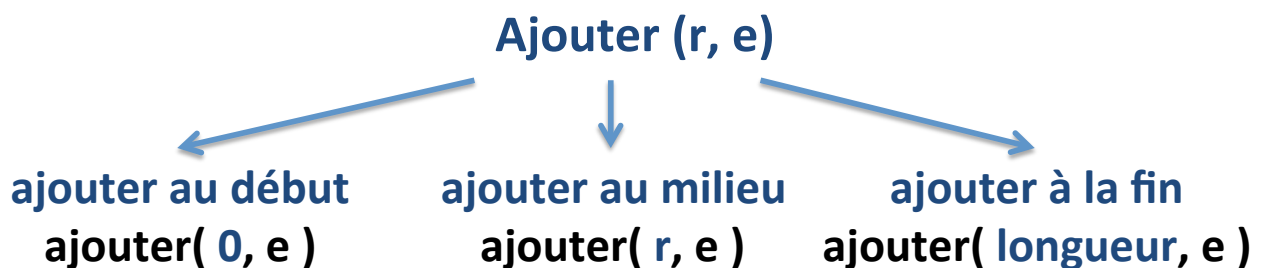 Ajouter (r, e)
ajouter au début ajouter au milieu ajouter à la fin
ajouter( 0, e ) ajouter( r, e ) ajouter( longueur, e )